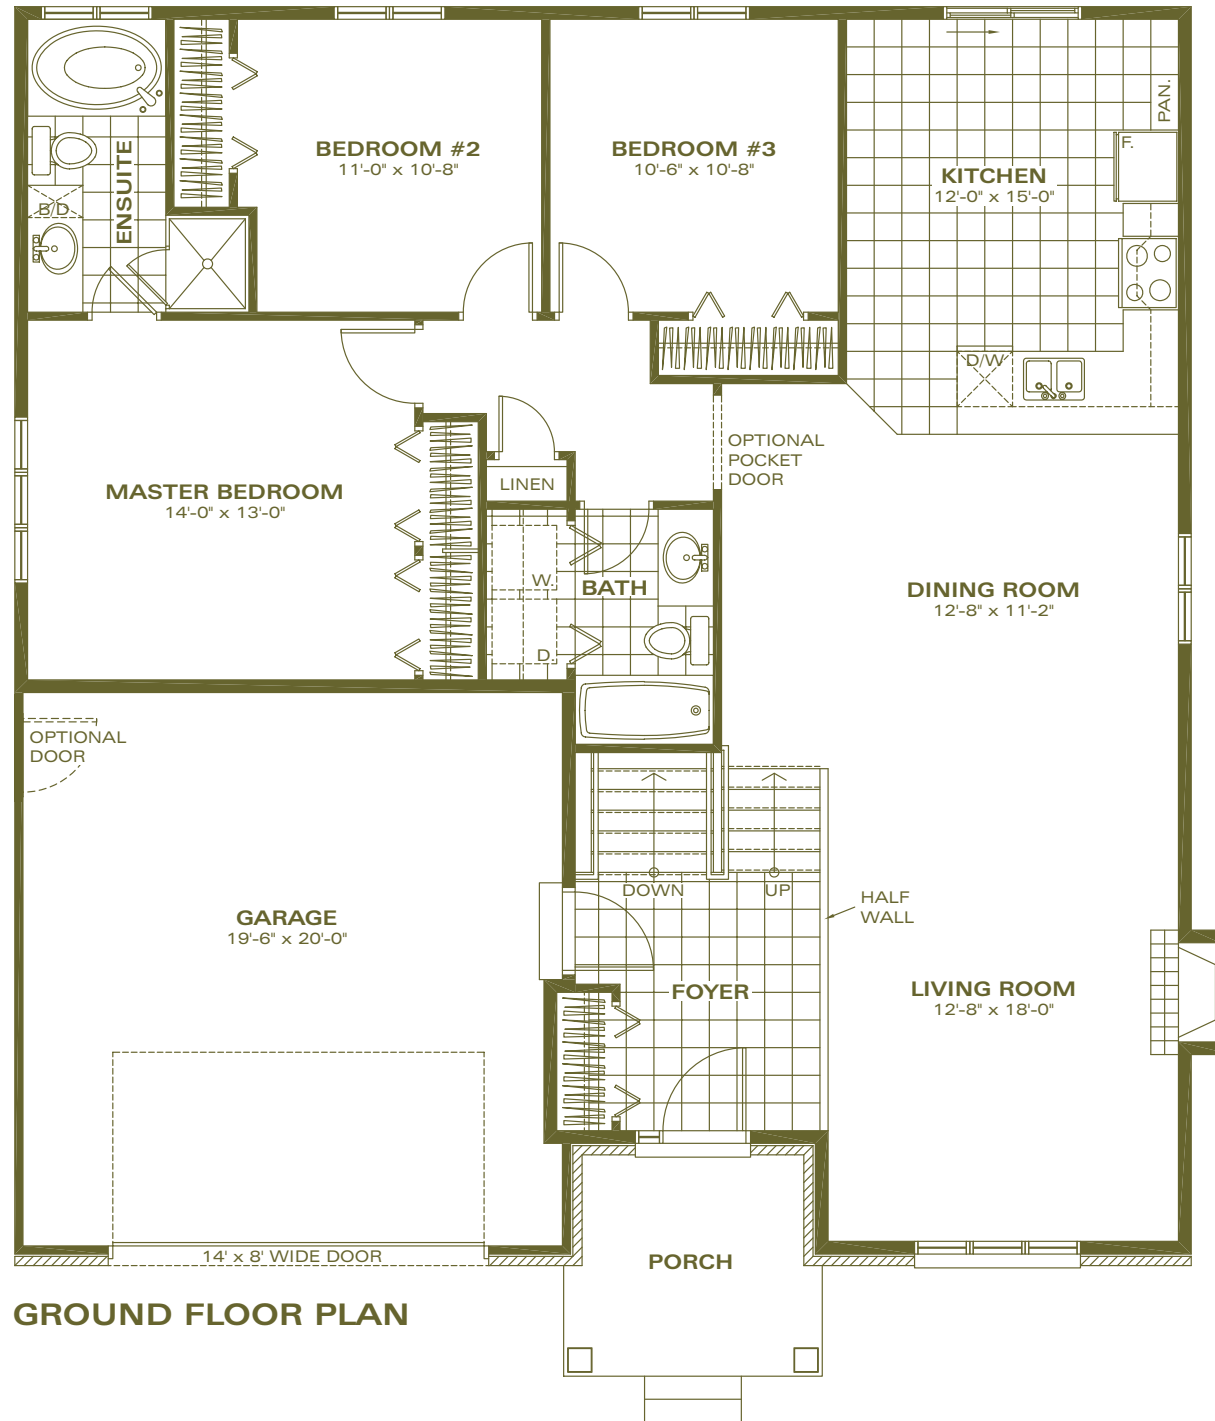 BEDROOM #2
11'-0" x 10'-8"
BEDROOM #3
10'-6" x 10'-8"
KITCHEN
12'-0" x 15'-0"
PAN.
F.
ENSUITE
B/D
D/W
MASTER BEDROOM
14'-0" x 13'-0"
LINEN
OPTIONAL
POCKET
DOOR
W.
D.
BATH
DINING ROOM
12'-8" x 11'-2"
OPTIONAL
DOOR
DOWN
UP
HALF
WALL
GARAGE
19'-6" x 20'-0"
FOYER
LIVING ROOM
12'-8" x 18'-0"
14' x 8' WIDE DOOR
PORCH
GROUND FLOOR PLAN